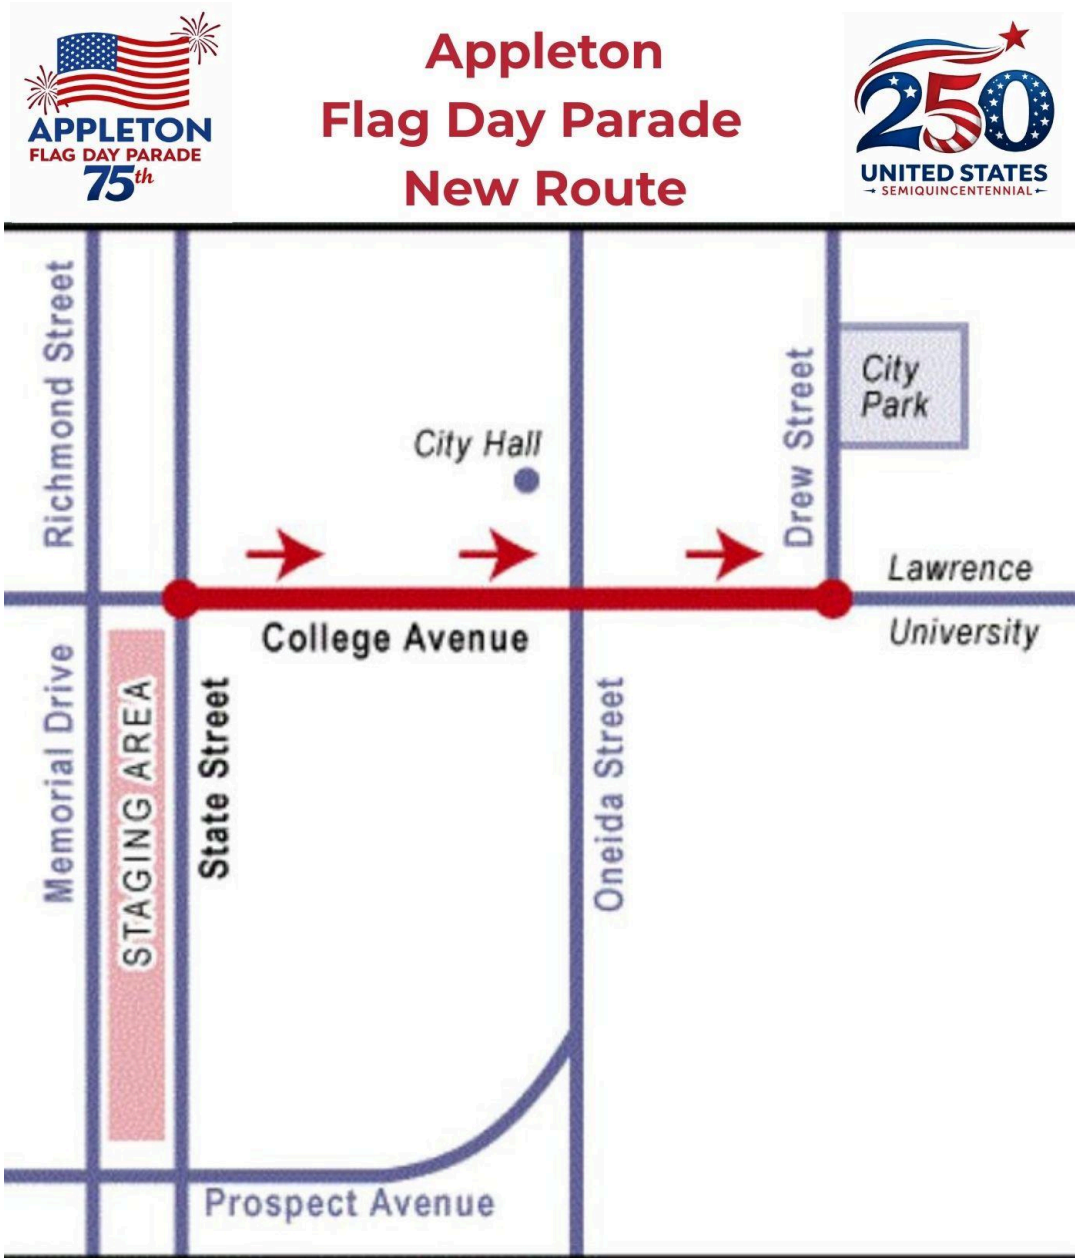 APPLETON
FLAG DAY PARADE
75th
Appleton
Flag Day Parade
New Route
250
UNITED STATES
SEMIQUINCENTENNIAL
Richmond Street
City Hall
Drew Street
City
Park
Lawrence
University
College Avenue
Memorial Drive
STAGING AREA
State Street
Oneida Street
Prospect Avenue